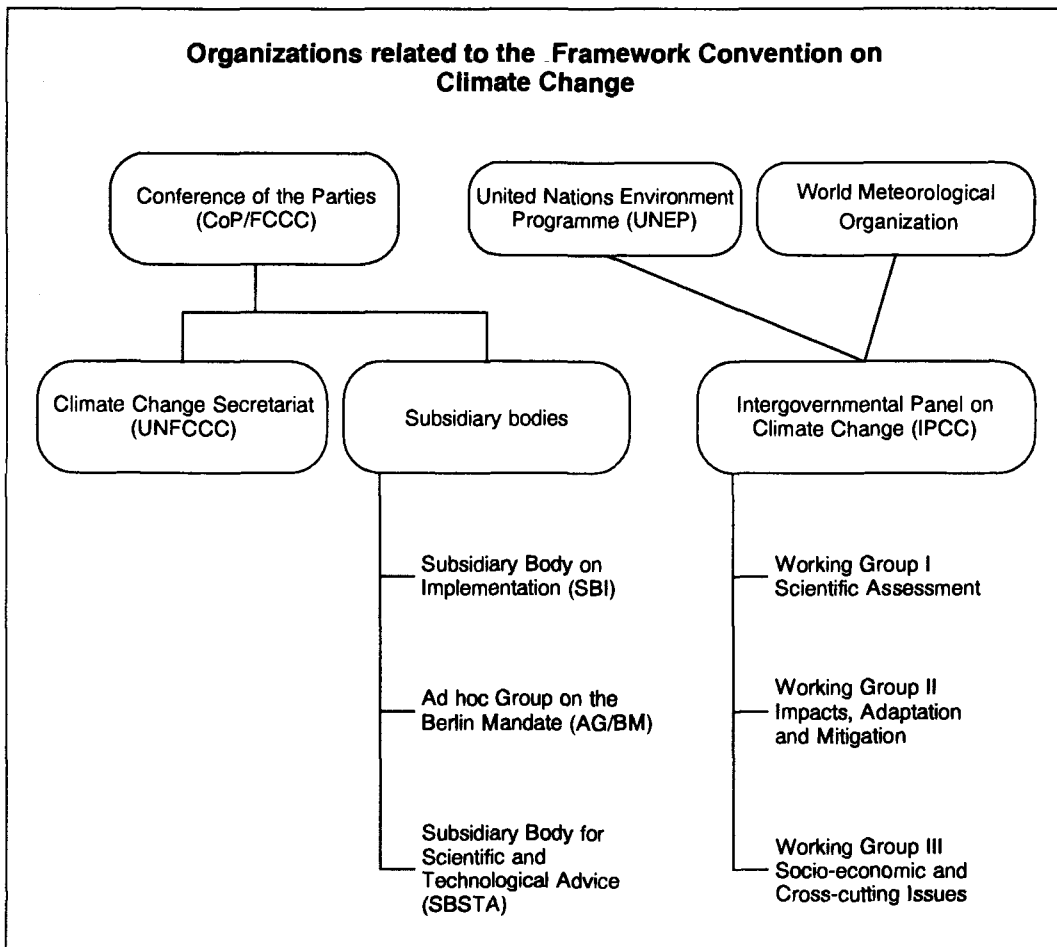 Organizations related to the Framework Convention on
Climate Change
Conference of the Parties
(CoP/FCCC)
United Nations Environment
Programme (UNEP)
World Meteorological
Organization
Climate Change Secretariat
(UNFCCC)
Subsidiary bodies
Intergovernmental Panel on
Climate Change (IPCC)
Subsidiary Body on
Implementation (SBI)
Ad hoc Group on the
Berlin Mandate (AG/BM)
Subsidiary Body for
Scientific and
Technological Advice
(SBSTA)
Working Group I
Scientific Assessment
Working Group II
Impacts, Adaptation
and Mitigation
Working Group III
Socio-economic and
Cross-cutting Issues